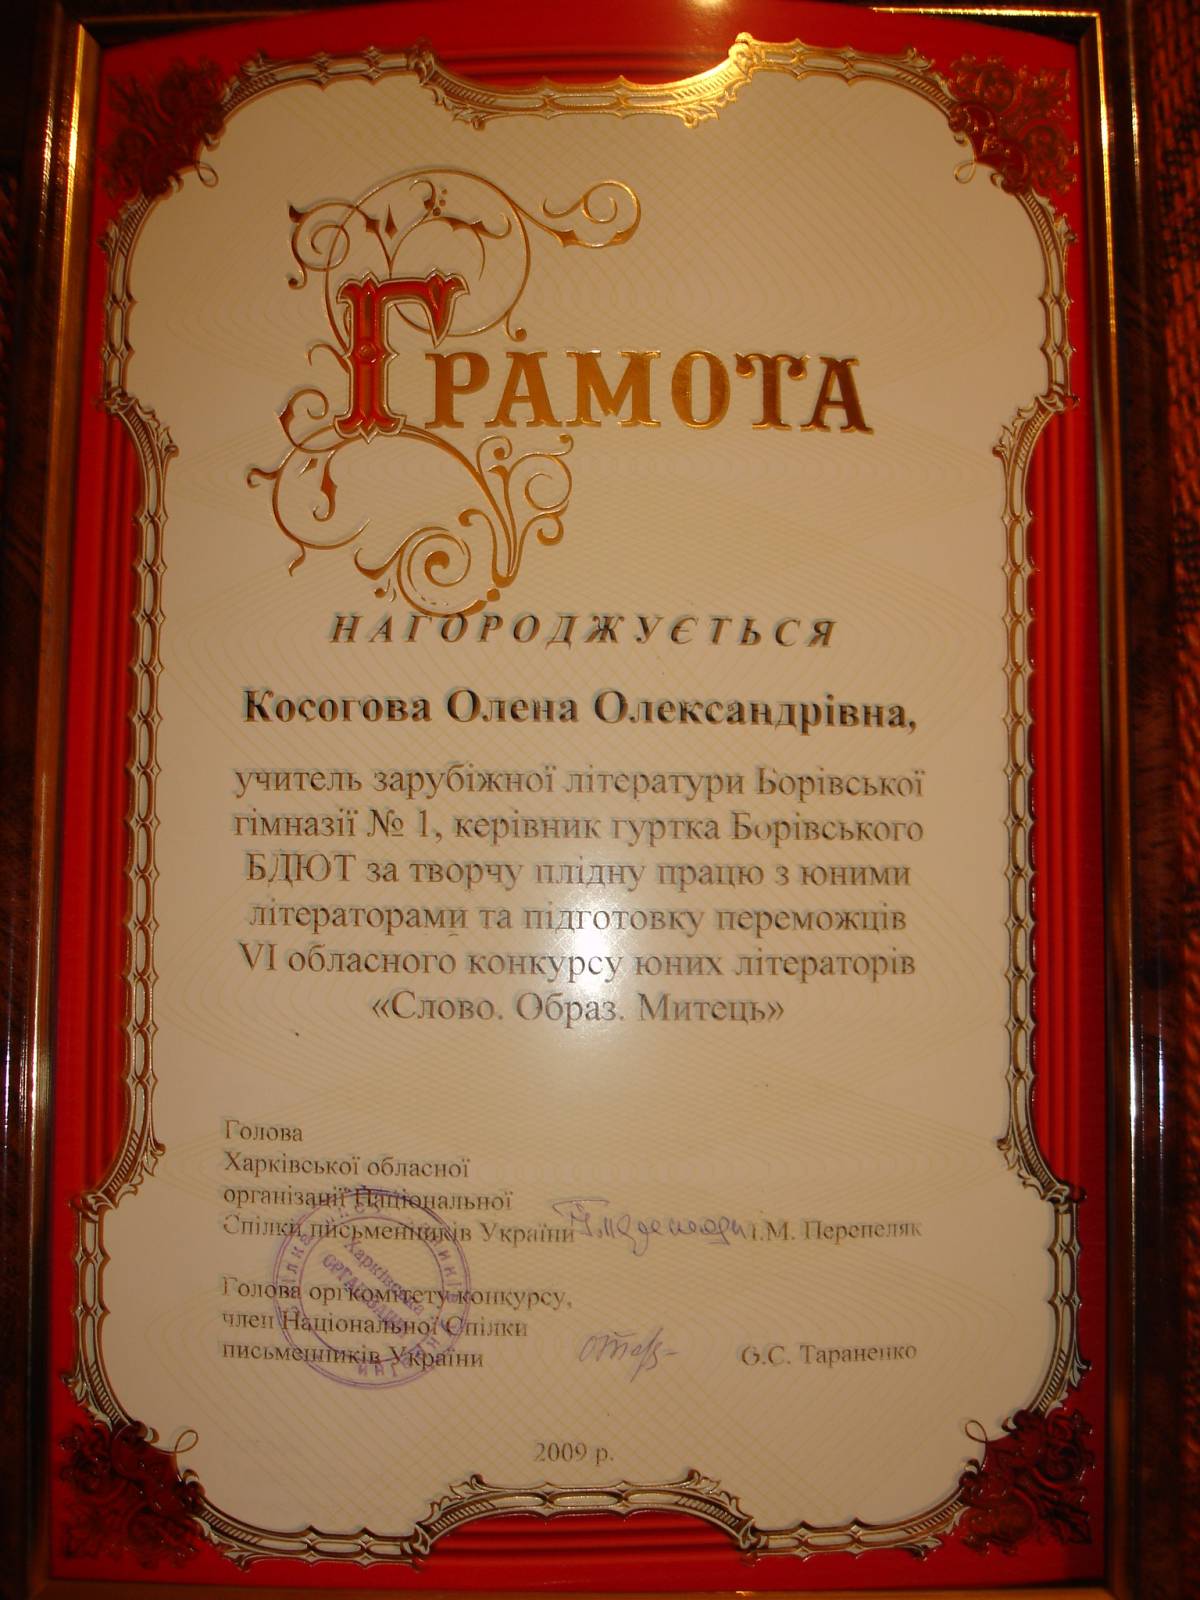 ГРАМОТА
НАГОРОДЖУЄТЬСЯ
Косогова Олена Олександрівна,
учитель зарубіжної літератури Борівської
гімназії № 1, керівник гуртка Борівського
БДЮТ за творчу плідну працю з юними
літераторами та підготовку переможців
VI обласного конкурсу юних літераторів
«Слово. Образ. Митець»
Голова
Харківської обласної
організації Національної
Спілки письменників України І.М. Перепеляк
Голова оргкомітету конкурсу,
член Національної Спілки
письменників України О.С. Тараненко
Харківська
2009 р.